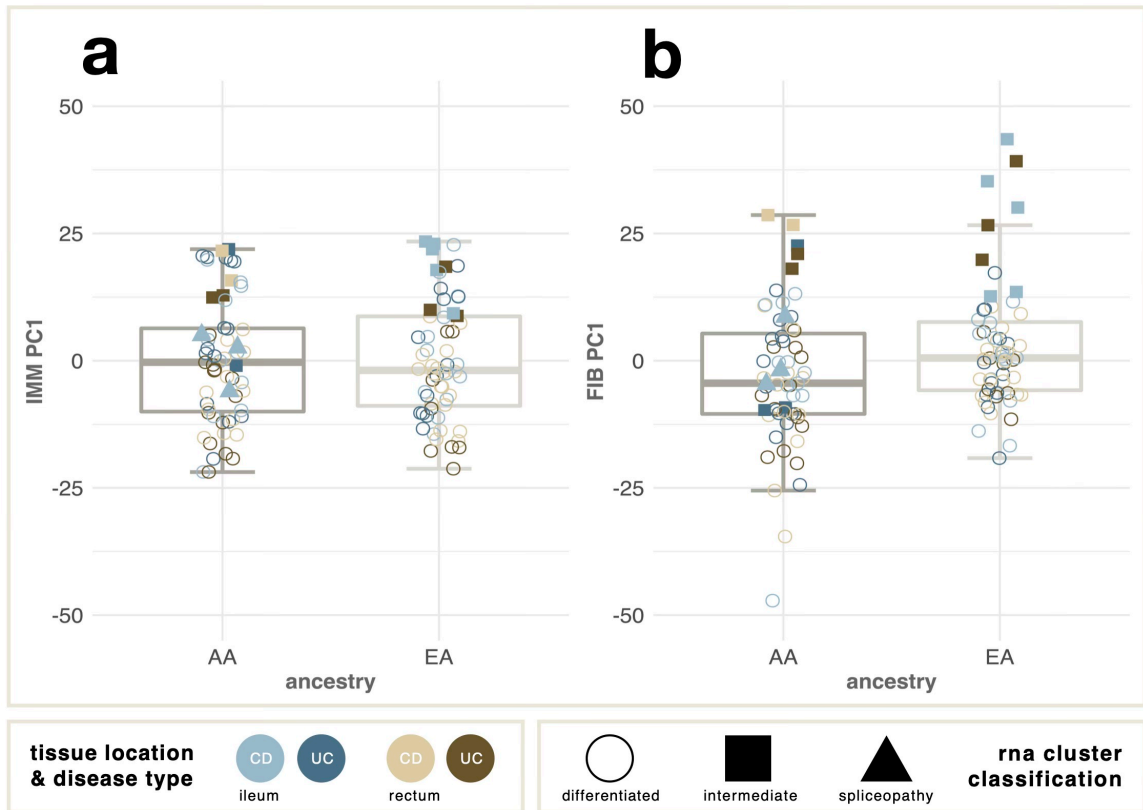 a
50
25
0
-25
-50
IMM PC1
AA
EA
ancestry
b
50
25
0
-25
-50
FIB PC1
AA
EA
ancestry
tissue location
& disease type
CD
UC
ileum
CD
UC
rectum
differentiated
intermediate
spliceopathy
rna cluster
classification